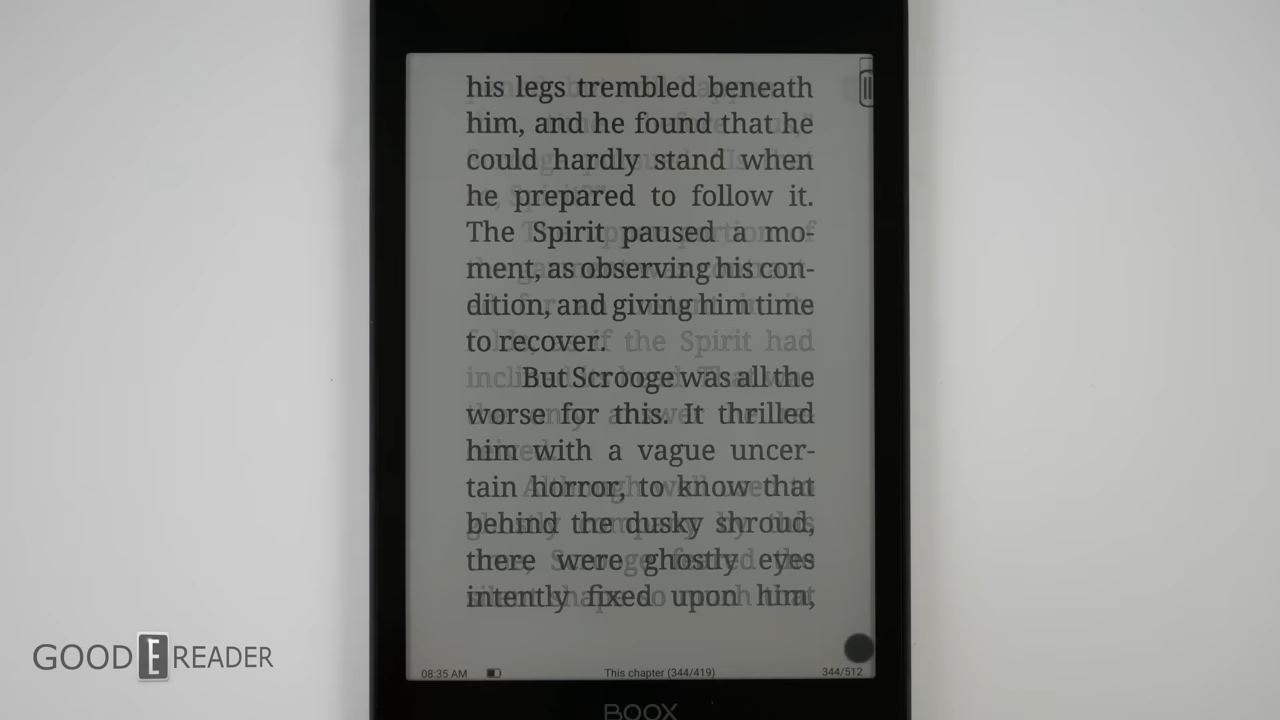 his legs trembled beneath
him, and he found that he
could hardly stand when
he prepared to follow it.
The Spirit paused a mo-
ment, as observing his con-
dition, and giving him time
to recover.
But Scrooge was all the
worse for this. It thrilled
him with a vague uncer-
tain horror, to know that
behind the dusky shroud,
there were ghostly eyes
intently fixed upon him,
08:35 AM This chapter (344/419) 344/512
BOOX
GOOD E READER